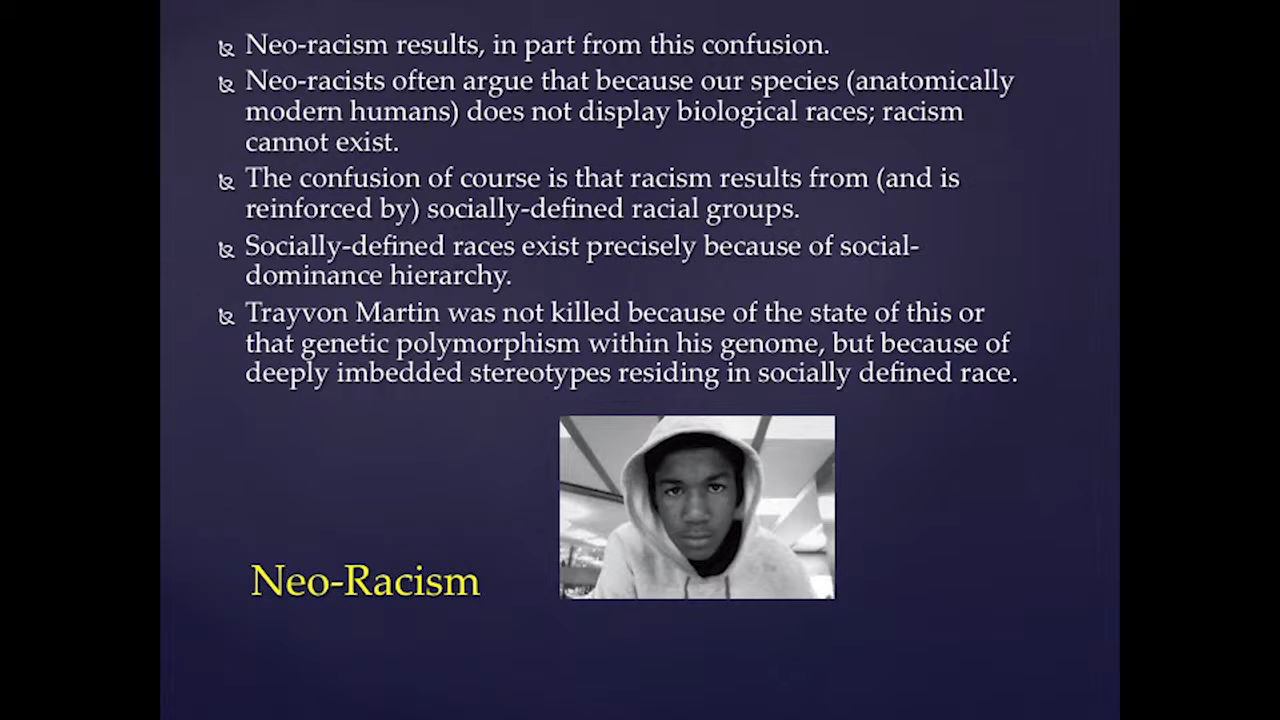 Neo-racism results, in part from this confusion.
Neo-racists often argue that because our species (anatomically
modern humans) does not display biological races; racism
cannot exist.
The confusion of course is that racism results from (and is
reinforced by) socially-defined racial groups.
Socially-defined races exist precisely because of social-
dominance hierarchy.
Trayvon Martin was not killed because of the state of this or
that genetic polymorphism within his genome, but because of
deeply imbedded stereotypes residing in socially defined race.
Neo-Racism